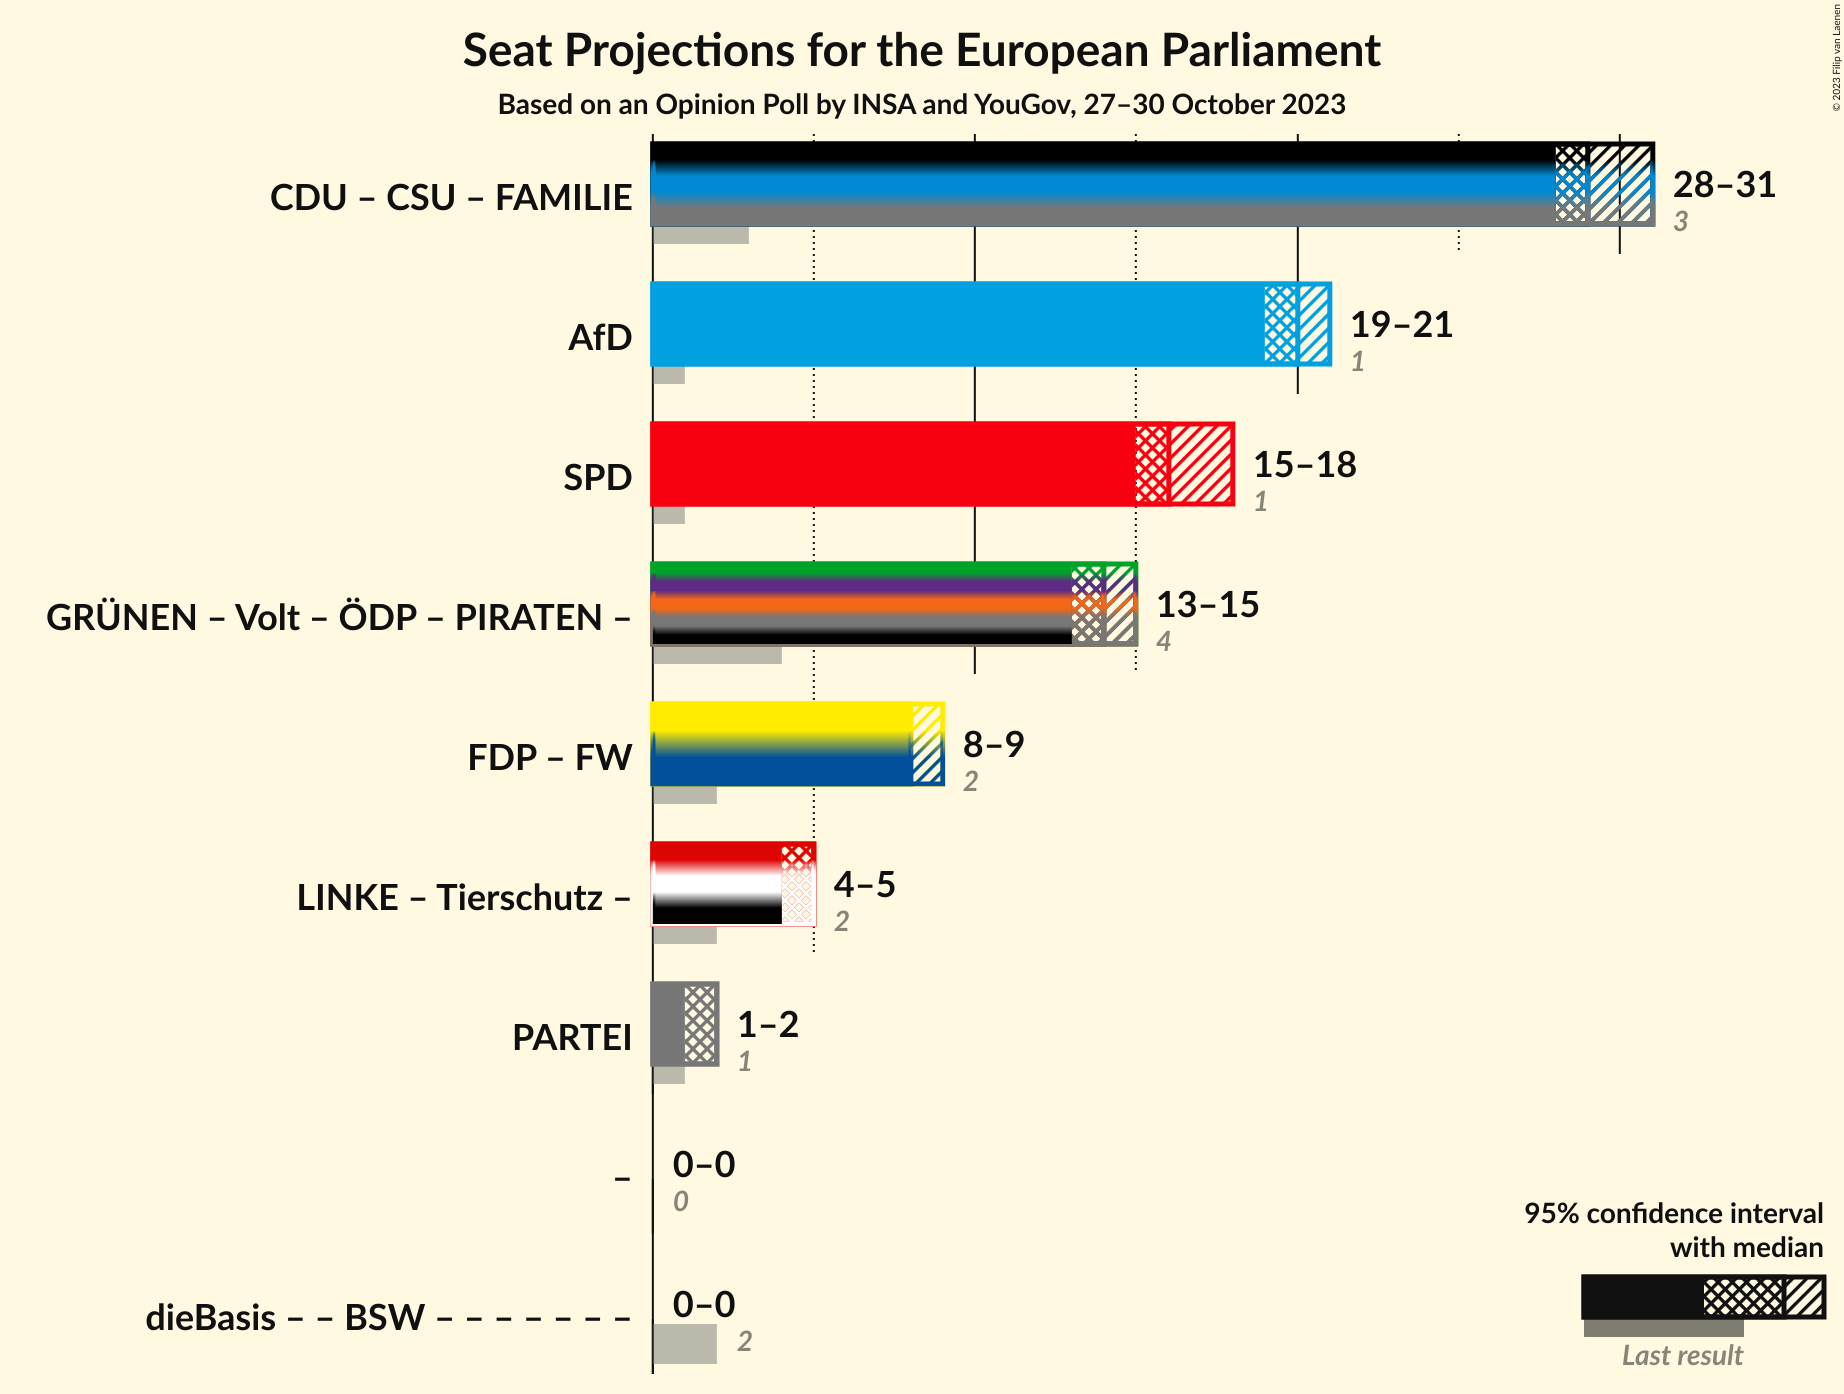 Seat Projections for the European Parliament
Based on an Opinion Poll by INSA and YouGov, 27–30 October 2023
© 2023 Filip van Laenen
CDU – CSU – FAMILIE
28–31
3
AfD
19–21
1
SPD
15–18
1
GRÜNEN – Volt – ÖDP – PIRATEN –
13–15
4
FDP – FW
8–9
2
LINKE – Tierschutz –
4–5
2
PARTEI
1–2
1
–
0–0
0
dieBasis – – BSW – – – – – – –
0–0
2
95% confidence interval
with median
Last result